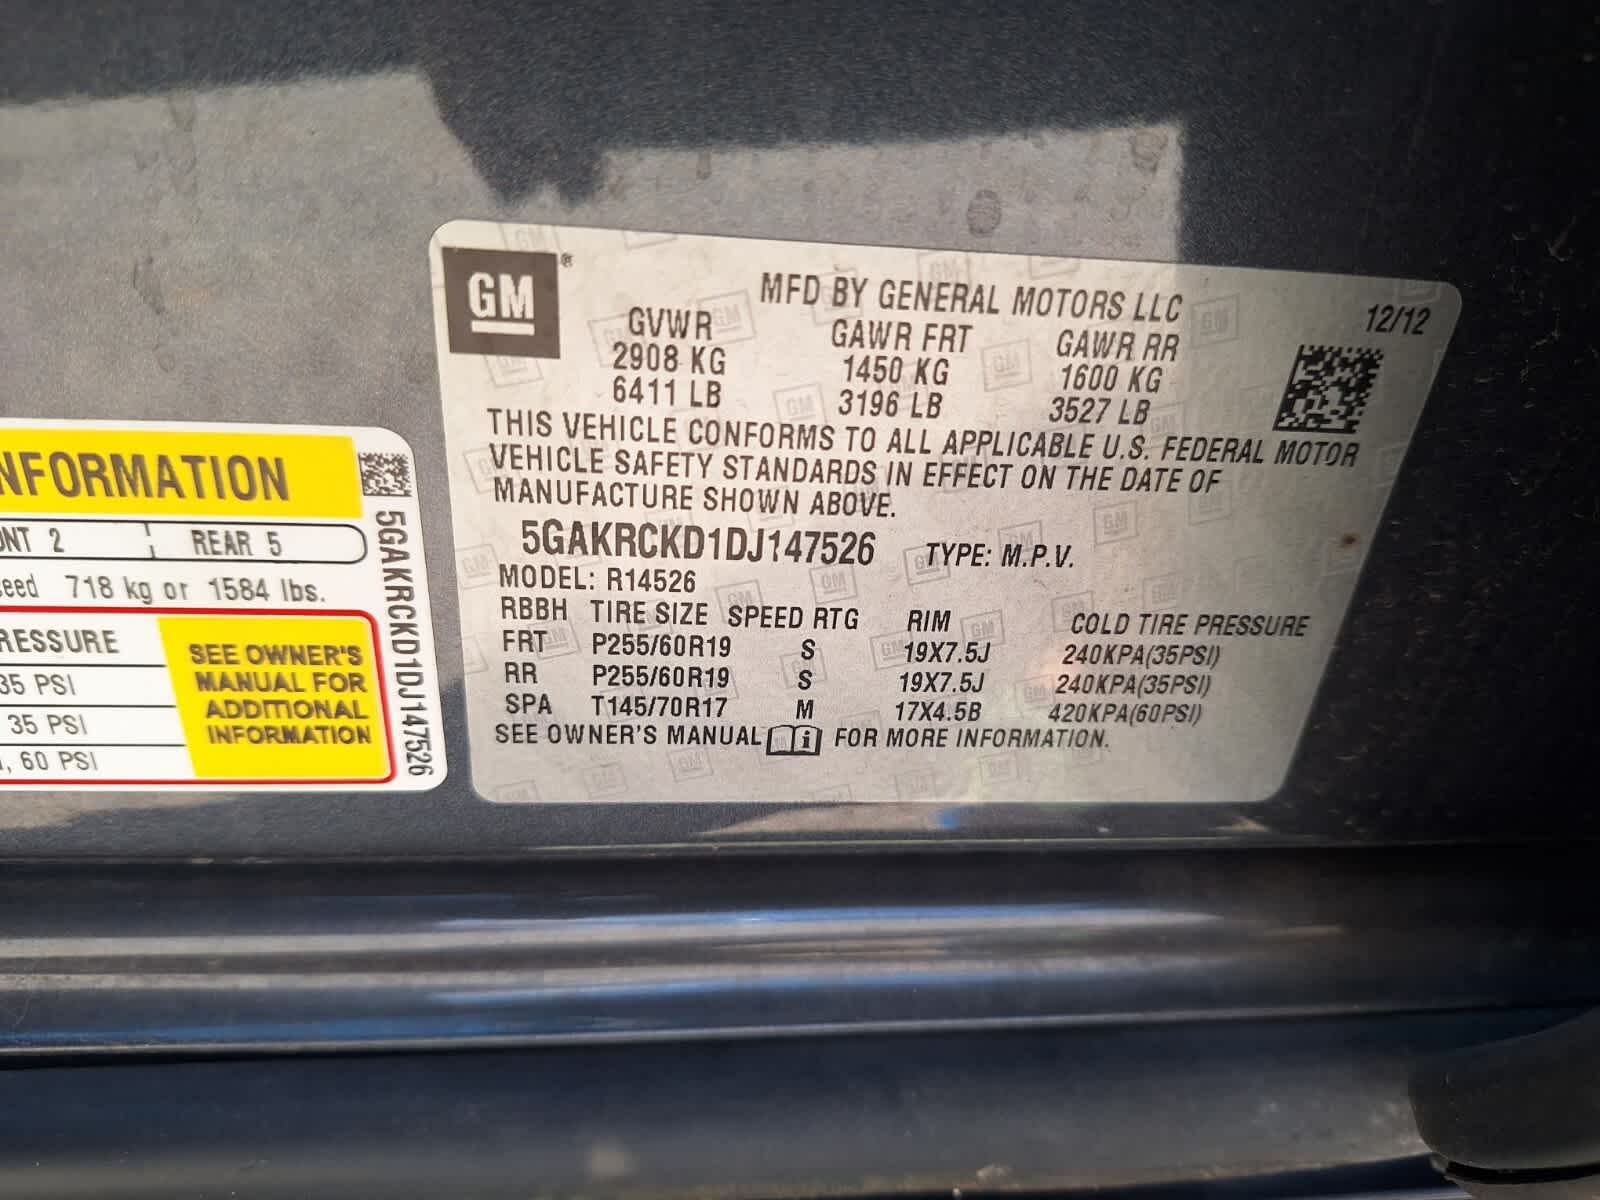 GM®
MFD BY GENERAL MOTORS LLC
12/12
GVWR GAWR FRT GAWR RR
2908 KG 1450 KG 1600 KG
6411 LB 3196 LB 3527 LB
THIS VEHICLE CONFORMS TO ALL APPLICABLE U.S. FEDERAL MOTOR
VEHICLE SAFETY STANDARDS IN EFFECT ON THE DATE OF
MANUFACTURE SHOWN ABOVE.
5GAKRCKD1DJ147526 TYPE: M.P.V.
MODEL: R14526
RBBH TIRE SIZE SPEED RTG RIM COLD TIRE PRESSURE
FRT P255/60R19 S 19X7.5J 240KPA(35PSI)
RR P255/60R19 S 19X7.5J 240KPA(35PSI)
SPA T145/70R17 M 17X4.5B 420KPA(60PSI)
SEE OWNER'S MANUAL i FOR MORE INFORMATION.
NFORMATION
ONT 2 REAR 5
ceed 718 kg or 1584 lbs.
RESSURE
35 PSI
35 PSI
, 60 PSI
SEE OWNER'S
MANUAL FOR
ADDITIONAL
INFORMATION
5GAKRCKD1DJ147526